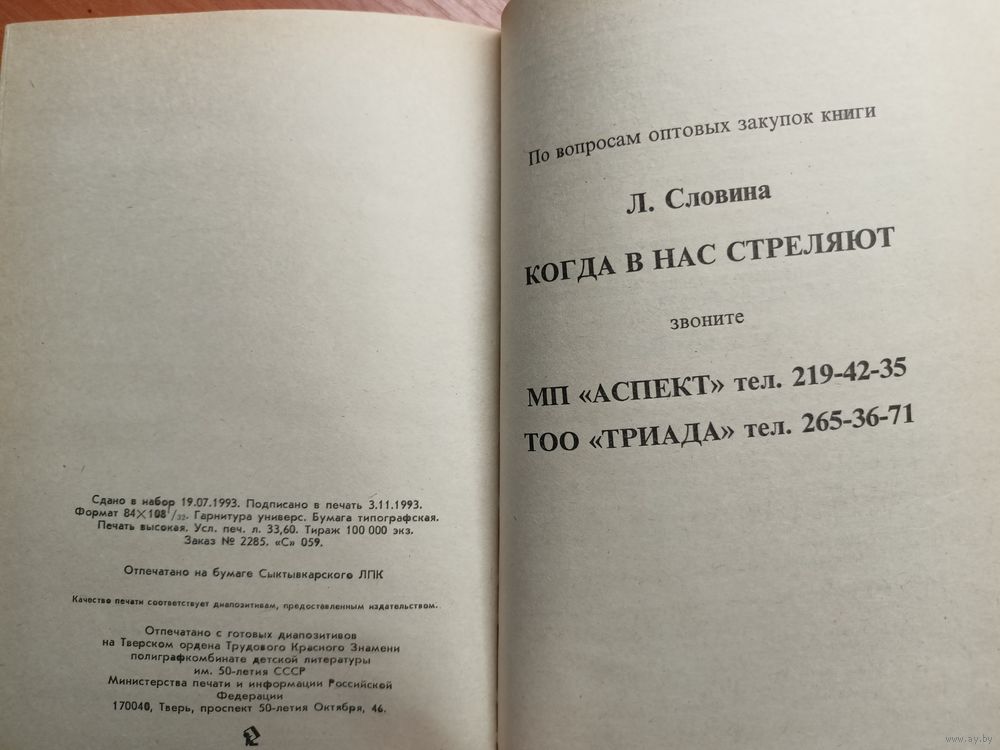 Сдано в набор 19.07.1993. Подписано в печать 3.11.1993.
Формат 84×108 1/32. Гарнитура универс. Бумага типографская.
Печать высокая. Усл. печ. л. 33,60. Тираж 100 000 экз.
Заказ № 2285. «С» 059.
Отпечатано на бумаге Сыктывкарского ЛПК
Качество печати соответствует диапозитивам, предоставленным издательством.
Отпечатано с готовых диапозитивов
на Тверском ордена Трудового Красного Знамени
полиграфкомбинате детской литературы
им. 50-летия СССР
Министерства печати и информации Российской
Федерации
170040, Тверь, проспект 50-летия Октября, 46.
По вопросам оптовых закупок книги
Л. Словина
КОГДА В НАС СТРЕЛЯЮТ
звоните
МП «АСПЕКТ» тел. 219-42-35
ТОО «ТРИАДА» тел. 265-36-71
www.ay.by